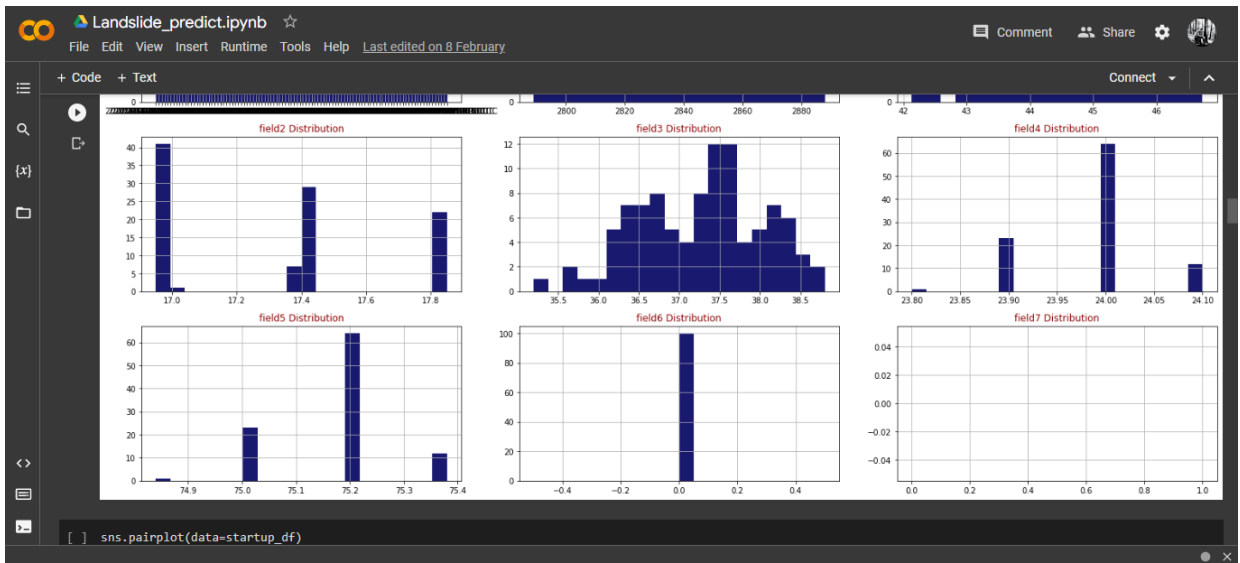 Landslide_predict.ipynb
File Edit View Insert Runtime Tools Help Last edited on 8 February
Comment Share
+ Code + Text
Connect
0 0 2800 2820 2840 2860 2880 0 42 43 44 45 46
field2 Distribution
40
35
30
25
20
15
10
5
0
17.0 17.2 17.4 17.6 17.8
field3 Distribution
12
10
8
6
4
2
0
35.5 36.0 36.5 37.0 37.5 38.0 38.5
field4 Distribution
60
50
40
30
20
10
0
23.80 23.85 23.90 23.95 24.00 24.05 24.10
field5 Distribution
60
50
40
30
20
10
0
74.9 75.0 75.1 75.2 75.3 75.4
field6 Distribution
100
80
60
40
20
0
−0.4 −0.2 0.0 0.2 0.4
field7 Distribution
0.04
0.02
0.00
−0.02
−0.04
0.0 0.2 0.4 0.6 0.8 1.0
{x}
[ ] sns.pairplot(data=startup_df)